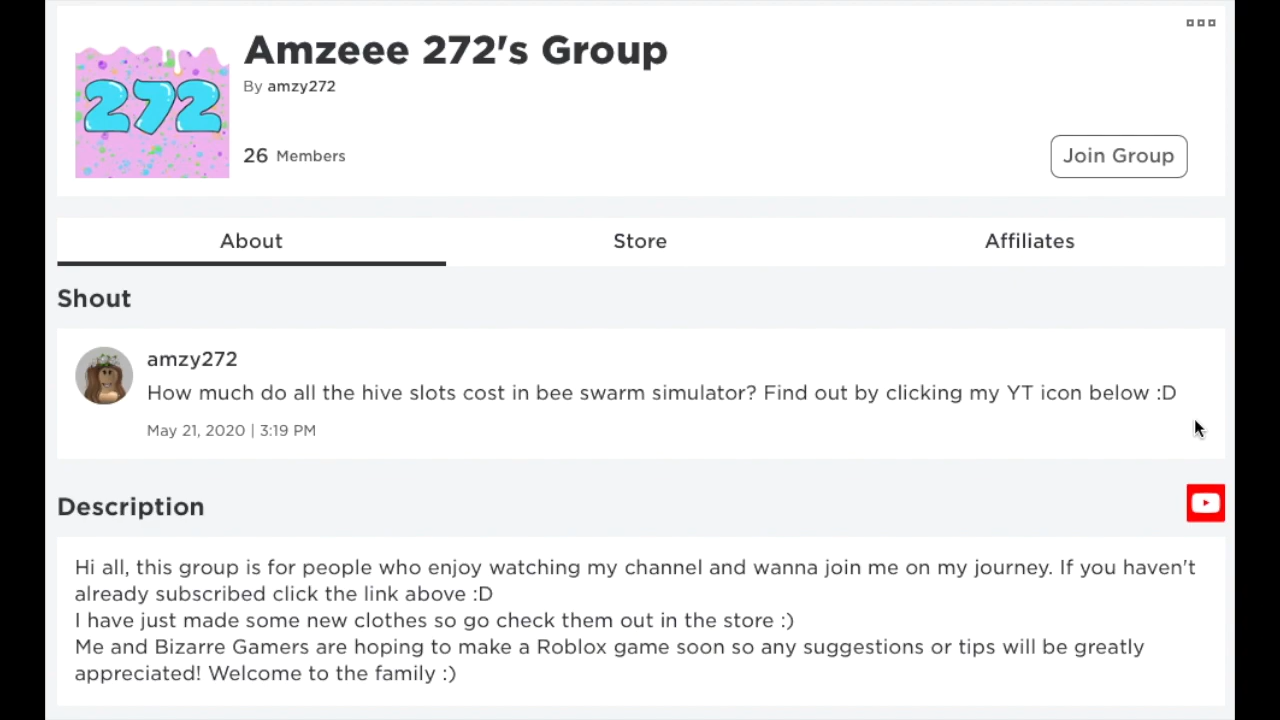 Amzeee 272's Group
272
By amzy272
26 Members
Join Group
About
Store
Affiliates
Shout
amzy272
How much do all the hive slots cost in bee swarm simulator? Find out by clicking my YT icon below :D
May 21, 2020 | 3:19 PM
Description
Hi all, this group is for people who enjoy watching my channel and wanna join me on my journey. If you haven't
already subscribed click the link above :D
I have just made some new clothes so go check them out in the store :)
Me and Bizarre Gamers are hoping to make a Roblox game soon so any suggestions or tips will be greatly
appreciated! Welcome to the family :)